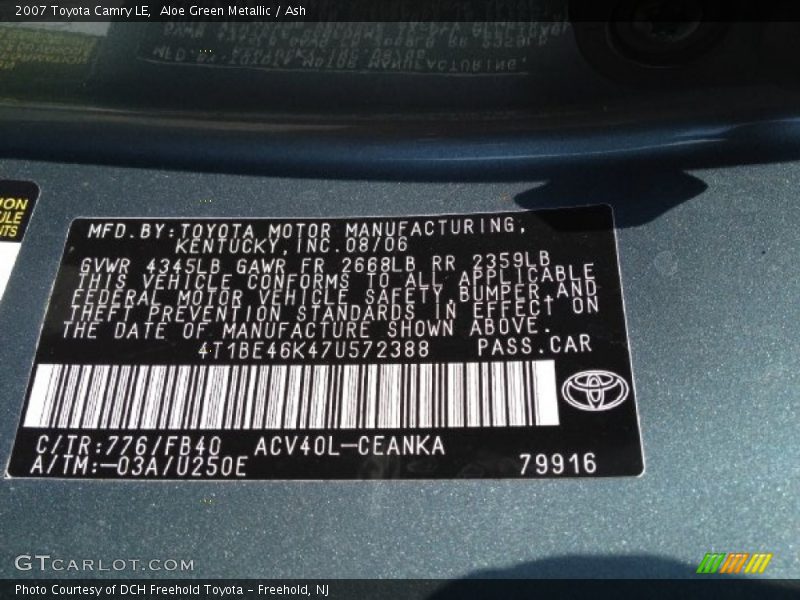 2007 Toyota Camry LE, Aloe Green Metallic / Ash
MFD. BY: TOYOTA MOTOR MANUFACTURING,
KENTUCKY, INC. 08/06
GVWR 4345LB GAWR FR 2668LB RR 2359LB
THIS VEHICLE CONFORMS TO ALL APPLICABLE
FEDERAL MOTOR VEHICLE SAFETY, BUMPER, AND
THEFT PREVENTION STANDARDS IN EFFECT ON
THE DATE OF MANUFACTURE SHOWN ABOVE.
4T1BE46K47U572388 PASS. CAR
C/TR: 776/FB40 ACV40L-CEANKA
A/TM: -03A/U250E 79916
GTCARLOT.COM
Photo Courtesy of DCH Freehold Toyota - Freehold, NJ